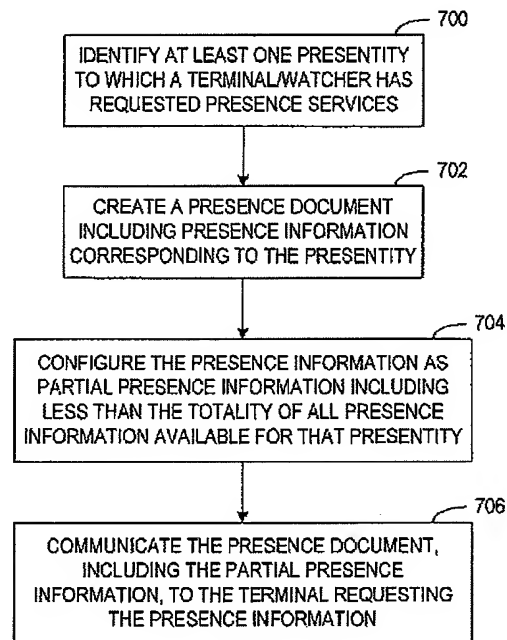 700
IDENTIFY AT LEAST ONE PRESENTITY
TO WHICH A TERMINAL/WATCHER HAS
REQUESTED PRESENCE SERVICES
702
CREATE A PRESENCE DOCUMENT
INCLUDING PRESENCE INFORMATION
CORRESPONDING TO THE PRESENTITY
704
CONFIGURE THE PRESENCE INFORMATION AS
PARTIAL PRESENCE INFORMATION INCLUDING
LESS THAN THE TOTALITY OF ALL PRESENCE
INFORMATION AVAILABLE FOR THAT PRESENTITY
706
COMMUNICATE THE PRESENCE DOCUMENT,
INCLUDING THE PARTIAL PRESENCE
INFORMATION, TO THE TERMINAL REQUESTING
THE PRESENCE INFORMATION